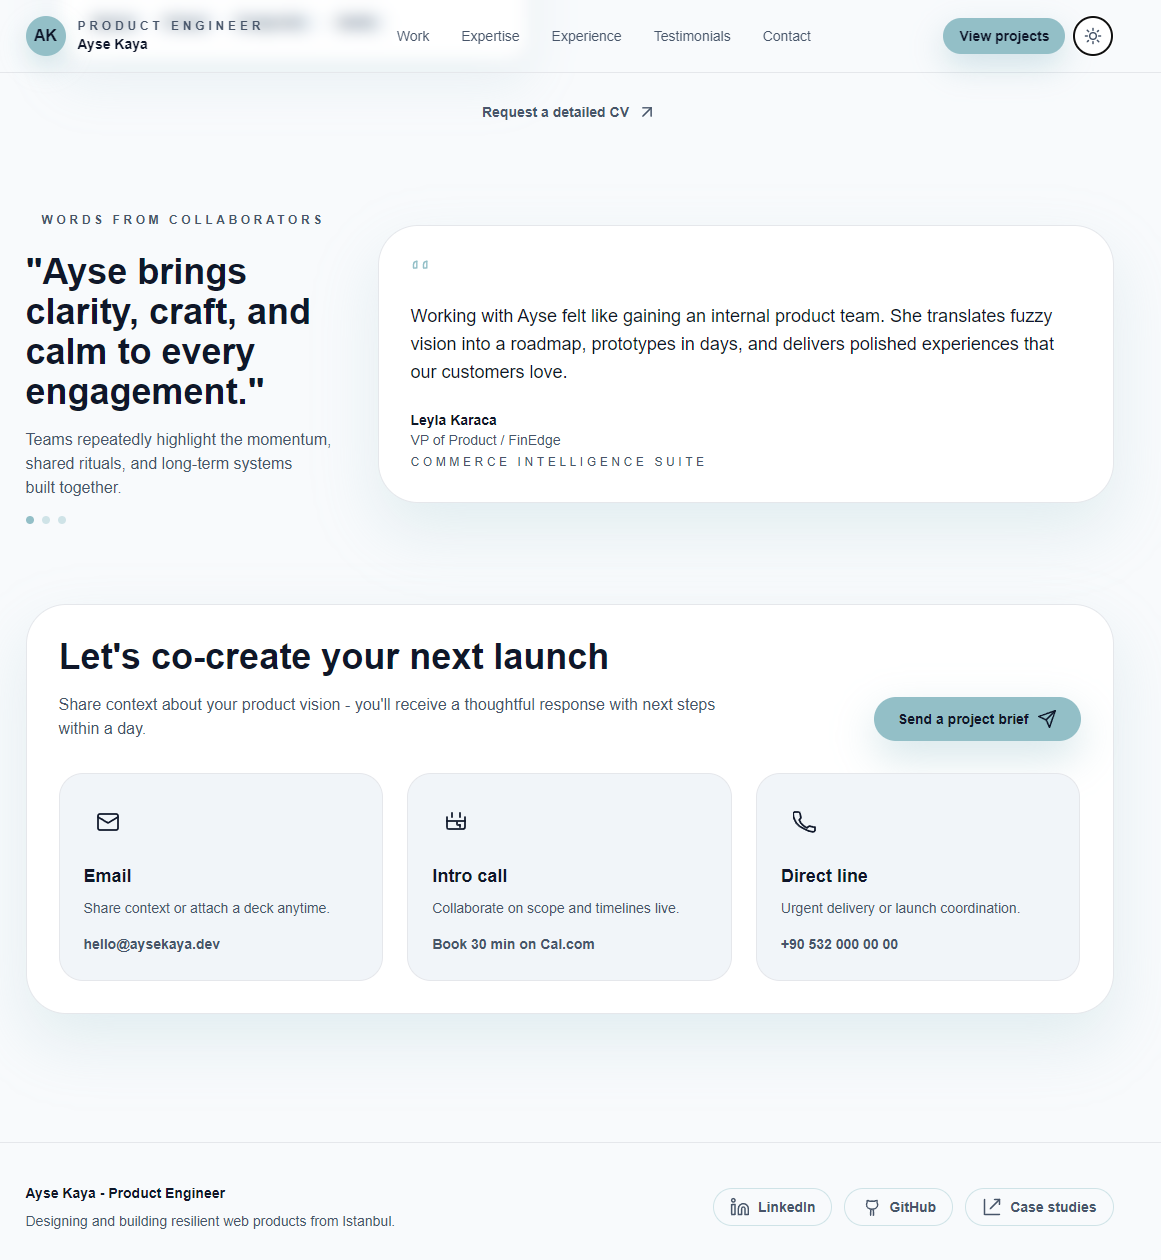 AK
PRODUCT ENGINEER
Ayse Kaya
Work
Expertise
Experience
Testimonials
Contact
View projects
Request a detailed CV
WORDS FROM COLLABORATORS
"Ayse brings
clarity, craft, and
calm to every
engagement."
Teams repeatedly highlight the momentum,
shared rituals, and long-term systems
built together.
Working with Ayse felt like gaining an internal product team. She translates fuzzy
vision into a roadmap, prototypes in days, and delivers polished experiences that
our customers love.
Leyla Karaca
VP of Product / FinEdge
COMMERCE INTELLIGENCE SUITE
Let's co-create your next launch
Share context about your product vision - you'll receive a thoughtful response with next steps
within a day.
Send a project brief
Email
Share context or attach a deck anytime.
hello@aysekaya.dev
Intro call
Collaborate on scope and timelines live.
Book 30 min on Cal.com
Direct line
Urgent delivery or launch coordination.
+90 532 000 00 00
Ayse Kaya - Product Engineer
Designing and building resilient web products from Istanbul.
LinkedIn
GitHub
Case studies